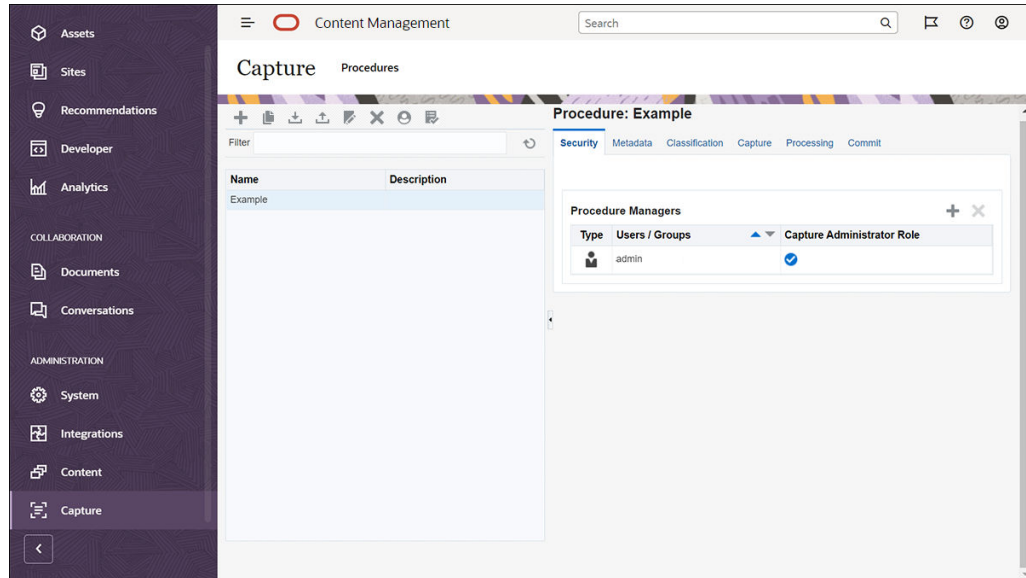 Assets
Sites
Recommendations
Developer
Analytics
COLLABORATION
Documents
Conversations
ADMINISTRATION
System
Integrations
Content
Capture
Content Management
Search
Capture
Procedures
Filter
Name Description
Example
Procedure: Example
Security Metadata Classification Capture Processing Commit
Procedure Managers
Type Users / Groups Capture Administrator Role
admin